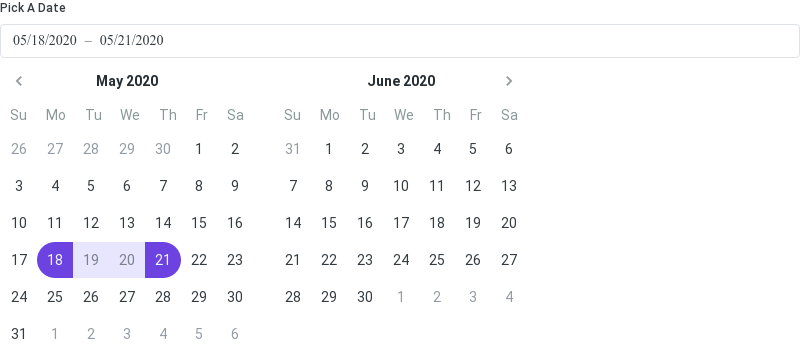 Pick A Date
05/18/2020 – 05/21/2020
May 2020 June 2020
Su Mo Tu We Th Fr Sa Su Mo Tu We Th Fr Sa
26 27 28 29 30 1 2 31 1 2 3 4 5 6
3 4 5 6 7 8 9 7 8 9 10 11 12 13
10 11 12 13 14 15 16 14 15 16 17 18 19 20
17 18 19 20 21 22 23 21 22 23 24 25 26 27
24 25 26 27 28 29 30 28 29 30 1 2 3 4
31 1 2 3 4 5 6